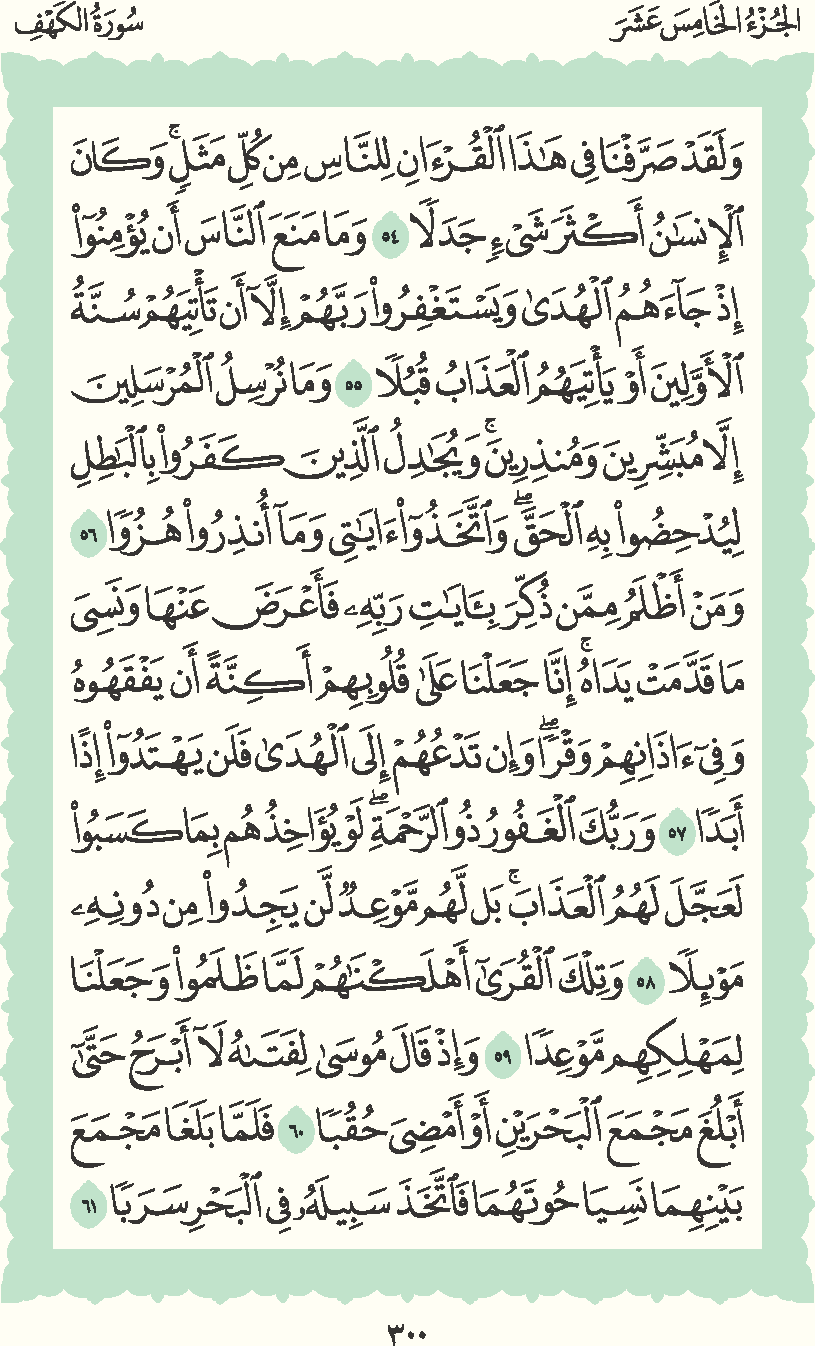 الجُزْءُ الخَامِسَ عَشَرَ
سُورَةُ الكَهْفِ
وَلَقَدْ صَرَّفْنَا فِى هَـٰذَا ٱلْقُرْءَانِ لِلنَّاسِ مِن كُلِّ مَثَلٍۚ وَكَانَ
ٱلْإِنسَـٰنُ أَكْثَرَ شَىْءٍ جَدَلًا ٥٤ وَمَا مَنَعَ ٱلنَّاسَ أَن يُؤْمِنُوٓا۟
إِذْ جَآءَهُمُ ٱلْهُدَىٰ وَيَسْتَغْفِرُوا۟ رَبَّهُمْ إِلَّآ أَن تَأْتِيَهُمْ سُنَّةُ
ٱلْأَوَّلِينَ أَوْ يَأْتِيَهُمُ ٱلْعَذَابُ قُبُلًا ٥٥ وَمَا نُرْسِلُ ٱلْمُرْسَلِينَ
إِلَّا مُبَشِّرِينَ وَمُنذِرِينَۚ وَيُجَـٰدِلُ ٱلَّذِينَ كَفَرُوا۟ بِٱلْبَـٰطِلِ
لِيُدْحِضُوا۟ بِهِ ٱلْحَقَّۖ وَٱتَّخَذُوٓا۟ ءَايَـٰتِى وَمَآ أُنذِرُوا۟ هُزُوًا ٥٦
وَمَنْ أَظْلَمُ مِمَّن ذُكِّرَ بِـَٔايَـٰتِ رَبِّهِۦ فَأَعْرَضَ عَنْهَا وَنَسِىَ
مَا قَدَّمَتْ يَدَاهُۚ إِنَّا جَعَلْنَا عَلَىٰ قُلُوبِهِمْ أَكِنَّةً أَن يَفْقَهُوهُ
وَفِىٓ ءَاذَانِهِمْ وَقْرًاۖ وَإِن تَدْعُهُمْ إِلَى ٱلْهُدَىٰ فَلَن يَهْتَدُوٓا۟ إِذًا
أَبَدًا ٥٧ وَرَبُّكَ ٱلْغَفُورُ ذُو ٱلرَّحْمَةِۖ لَوْ يُؤَاخِذُهُم بِمَا كَسَبُوا۟
لَعَجَّلَ لَهُمُ ٱلْعَذَابَۚ بَل لَّهُم مَّوْعِدٌ لَّن يَجِدُوا۟ مِن دُونِهِۦ
مَوْئِلًا ٥٨ وَتِلْكَ ٱلْقُرَىٰٓ أَهْلَكْنَـٰهُمْ لَمَّا ظَلَمُوا۟ وَجَعَلْنَا
لِمَهْلِكِهِم مَّوْعِدًا ٥٩ وَإِذْ قَالَ مُوسَىٰ لِفَتَىٰهُ لَآ أَبْرَحُ حَتَّىٰٓ
أَبْلُغَ مَجْمَعَ ٱلْبَحْرَيْنِ أَوْ أَمْضِىَ حُقُبًا ٦٠ فَلَمَّا بَلَغَا مَجْمَعَ
بَيْنِهِمَا نَسِيَا حُوتَهُمَا فَٱتَّخَذَ سَبِيلَهُۥ فِى ٱلْبَحْرِ سَرَبًا ٦١
٣٠٠